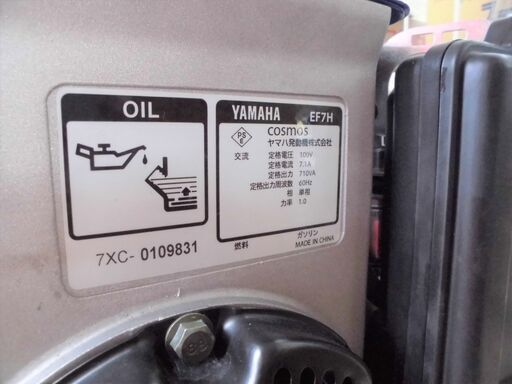 OIL
7XC- 0109831
YAMAHA EF7H
PS
E
cosmos
ヤマハ発動機株式会社
交流
定格電圧 100V
定格電流 7.1A
定格出力 710VA
定格出力周波数 60Hz
相 単相
力率 1.0
燃料 ガソリン
MADE IN CHINA